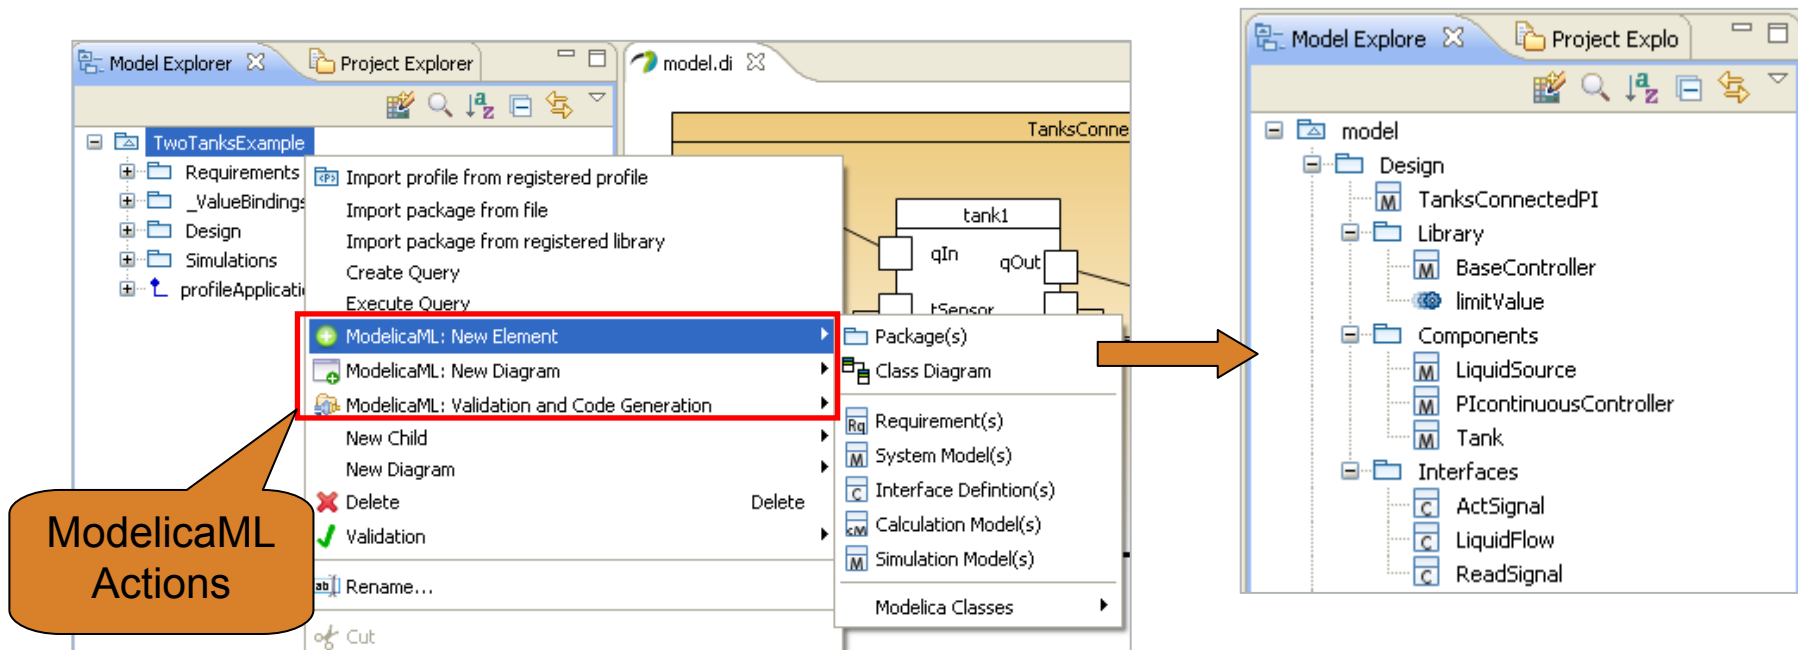 Model Explorer
Project Explorer
model.di
TwoTanksExample
Requirements
_ValueBindings
Design
Simulations
profileApplicati
Import profile from registered profile
Import package from file
Import package from registered library
Create Query
Execute Query
ModelicaML: New Element
ModelicaML: New Diagram
ModelicaML: Validation and Code Generation
New Child
New Diagram
Delete Delete
Validation
Rename...
Cut
TanksConne
tank1
qIn
qOut
tSensor
Package(s)
Class Diagram
Requirement(s)
System Model(s)
Interface Defintion(s)
Calculation Model(s)
Simulation Model(s)
Modelica Classes
ModelicaML
Actions
Model Explore
Project Explo
model
Design
TanksConnectedPI
Library
BaseController
limitValue
Components
LiquidSource
PIcontinuousController
Tank
Interfaces
ActSignal
LiquidFlow
ReadSignal